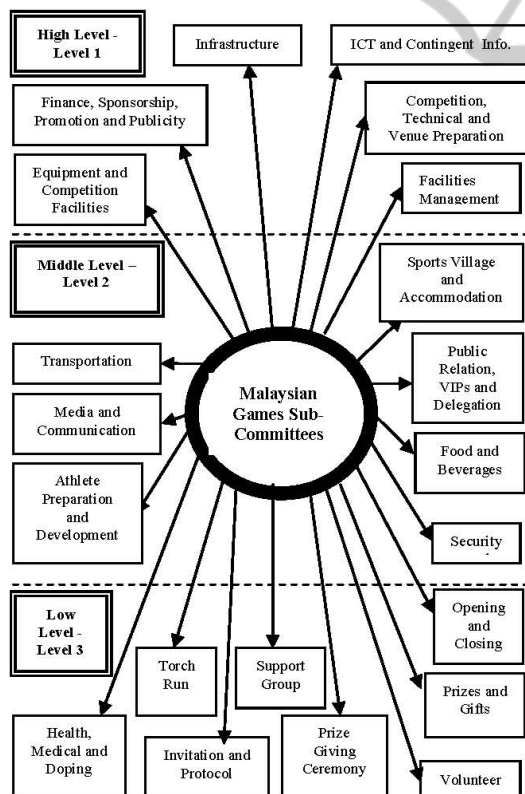 High Level -
Level 1
Infrastructure
ICT and Contingent Info.
Finance, Sponsorship,
Promotion and Publicity
Competition,
Technical and
Venue Preparation
Equipment and
Competition
Facilities
Facilities
Management
Middle Level –
Level 2
Sports Village
and
Accommodation
Transportation
Public
Relation,
VIPs and
Delegation
Malaysian
Games Sub-
Committees
Media and
Communication
Food and
Beverages
Athlete
Preparation
and
Development
Security
Low
Level -
Level 3
Opening
and
Closing
Torch
Run
Support
Group
Prizes and
Gifts
Health,
Medical and
Doping
Invitation and
Protocol
Prize
Giving
Ceremony
Volunteer